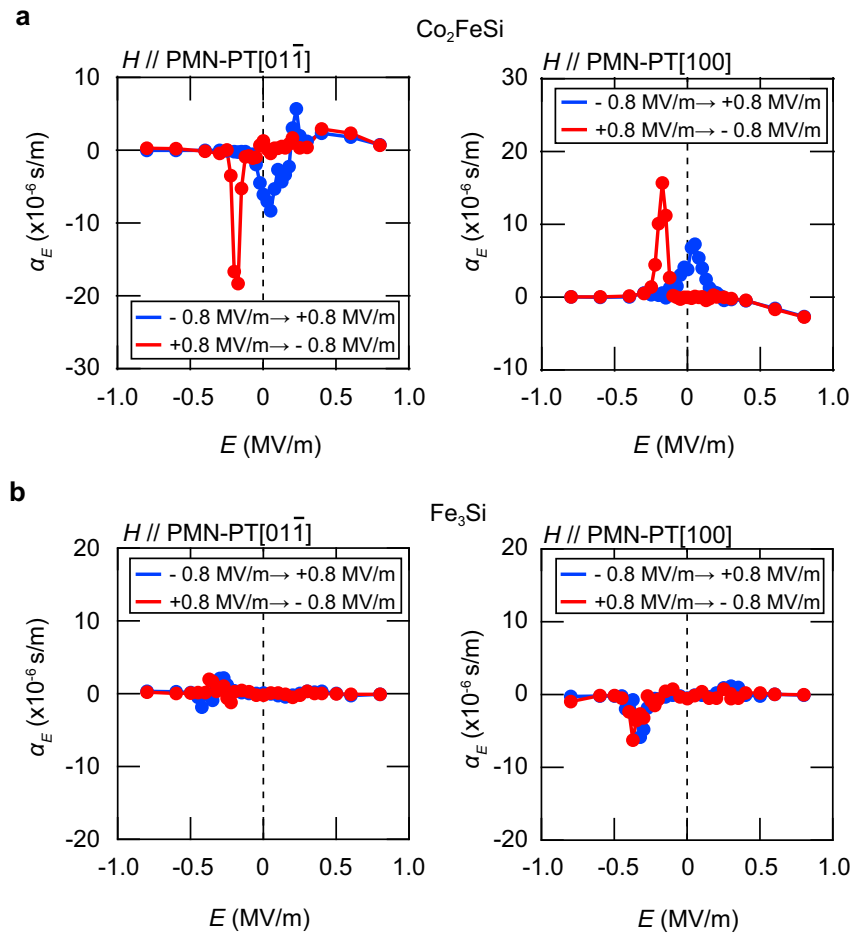 a
Co₂FeSi
H // PMN-PT[011̅]
10
0
-10
-20
-30
α_E (x10⁻⁶ s/m)
- 0.8 MV/m→ +0.8 MV/m
+0.8 MV/m→ - 0.8 MV/m
-1.0 -0.5 0 0.5 1.0
E (MV/m)
H // PMN-PT[100]
30
20
10
0
-10
α_E (x10⁻⁶ s/m)
- 0.8 MV/m→ +0.8 MV/m
+0.8 MV/m→ - 0.8 MV/m
-1.0 -0.5 0 0.5 1.0
E (MV/m)
b
Fe₃Si
H // PMN-PT[011̅]
20
10
0
-10
-20
α_E (x10⁻⁶ s/m)
- 0.8 MV/m→ +0.8 MV/m
+0.8 MV/m→ - 0.8 MV/m
-1.0 -0.5 0 0.5 1.0
E (MV/m)
H // PMN-PT[100]
20
10
0
-10
-20
α_E (x10⁻⁶ s/m)
- 0.8 MV/m→ +0.8 MV/m
+0.8 MV/m→ - 0.8 MV/m
-1.0 -0.5 0 0.5 1.0
E (MV/m)